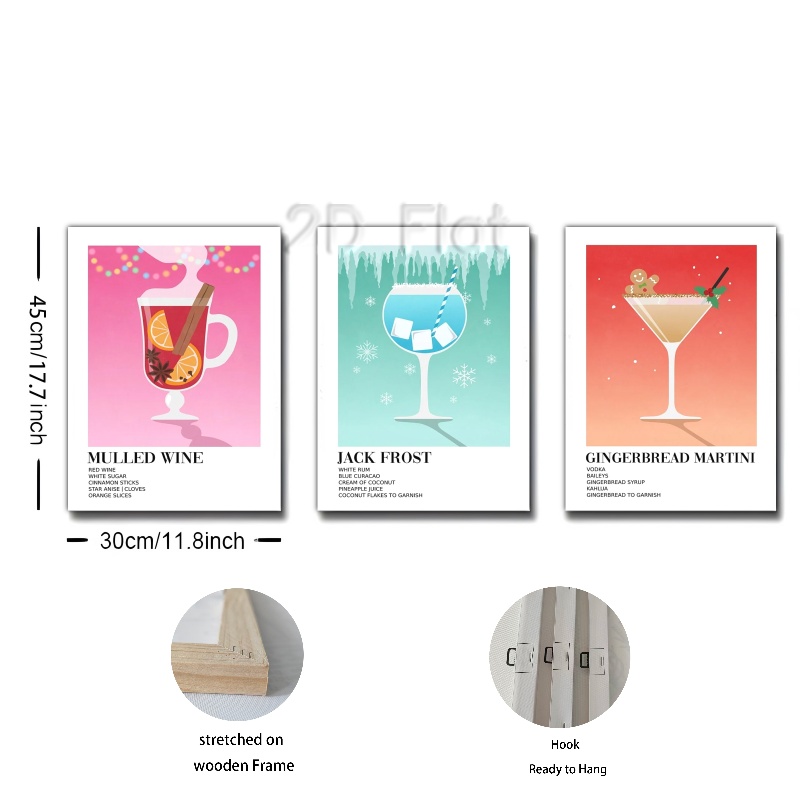 2D Flat
45cm/17.7inch
MULLED WINE
RED WINE
WHITE SUGAR
CINNAMON STICKS
STAR ANISE | CLOVES
ORANGE SLICES
JACK FROST
WHITE RUM
BLUE CURACAO
CREAM OF COCONUT
PINEAPPLE JUICE
COCONUT FLAKES TO GARNISH
GINGERBREAD MARTINI
VODKA
BAILEYS
GINGERBREAD SYRUP
KAHLUA
GINGERBREAD TO GARNISH
30cm/11.8inch
stretched on
wooden Frame
Hook
Ready to Hang